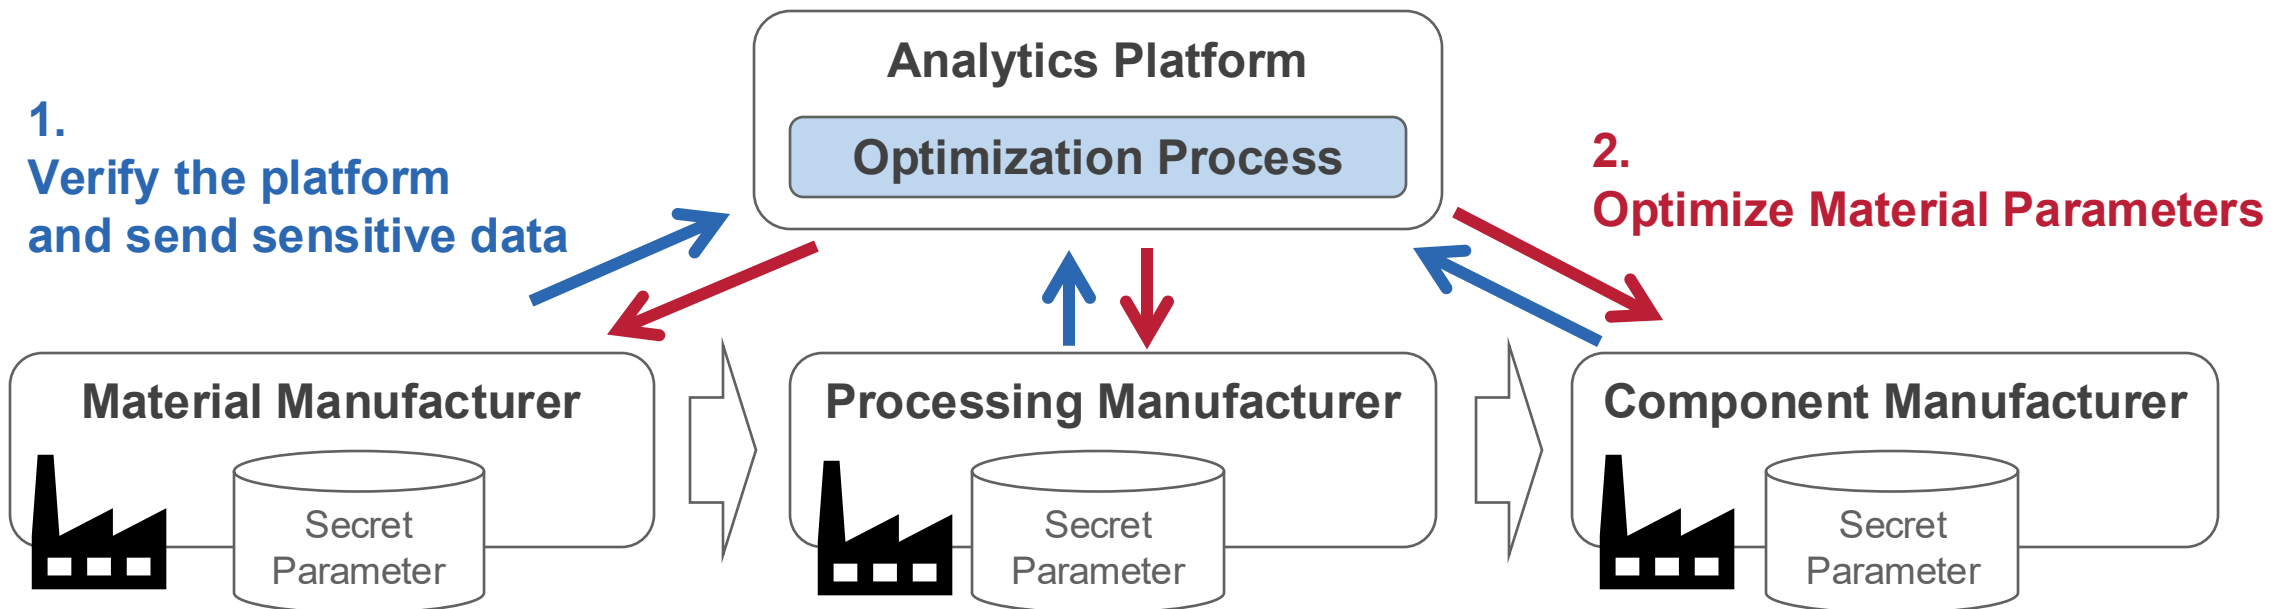 Analytics Platform
Optimization Process
1.
Verify the platform
and send sensitive data
2.
Optimize Material Parameters
Material Manufacturer
Secret
Parameter
Processing Manufacturer
Secret
Parameter
Component Manufacturer
Secret
Parameter